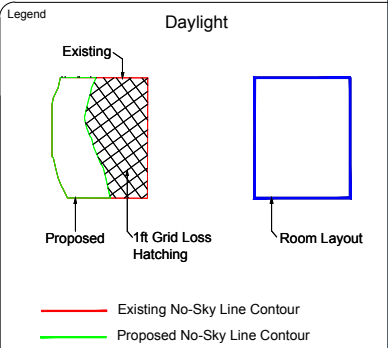 Legend
Daylight
Existing
Proposed
1ft Grid Loss
Hatching
Room Layout
Existing No-Sky Line Contour
Proposed No-Sky Line Contour